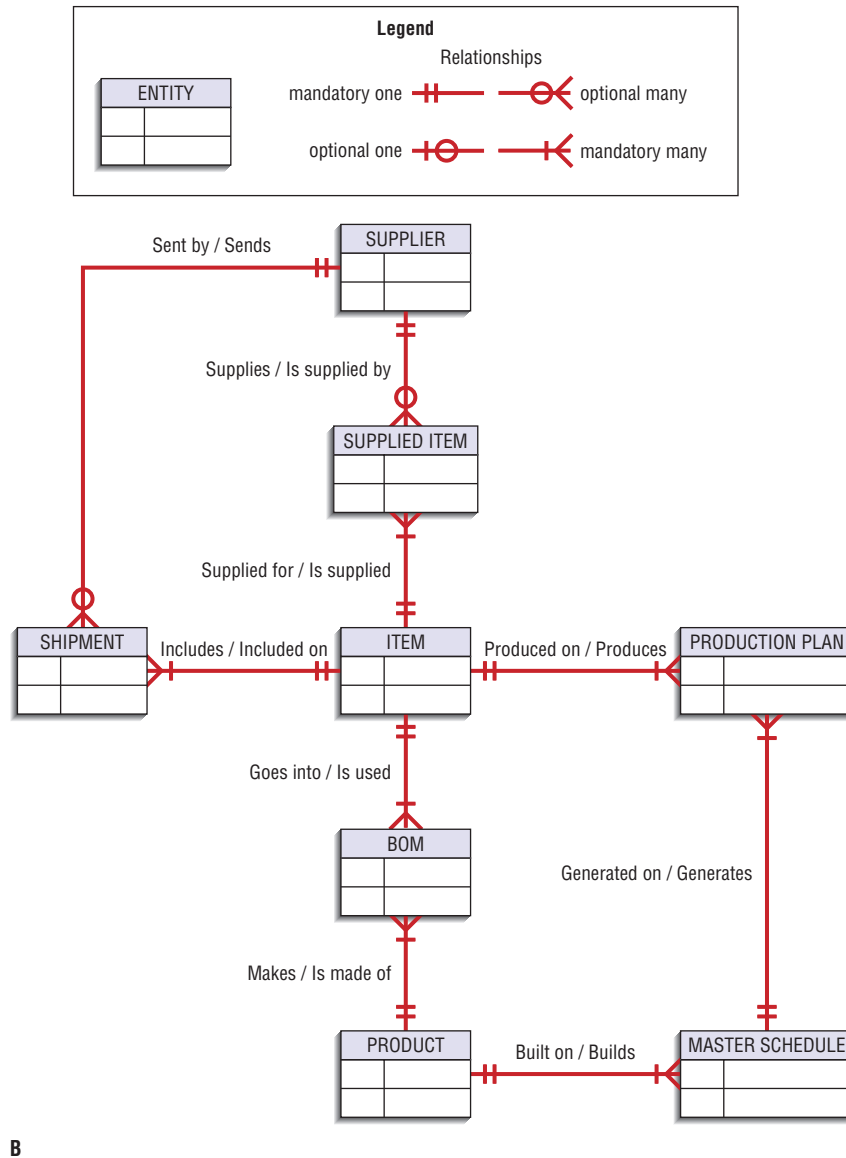 Legend
Relationships
ENTITY
mandatory one
optional many
optional one
mandatory many
Sent by / Sends
SUPPLIER
Supplies / Is supplied by
SUPPLIED ITEM
Supplied for / Is supplied
SHIPMENT
Includes / Included on
ITEM
Produced on / Produces
PRODUCTION PLAN
Goes into / Is used
BOM
Generated on / Generates
Makes / Is made of
PRODUCT
Built on / Builds
MASTER SCHEDULE
B